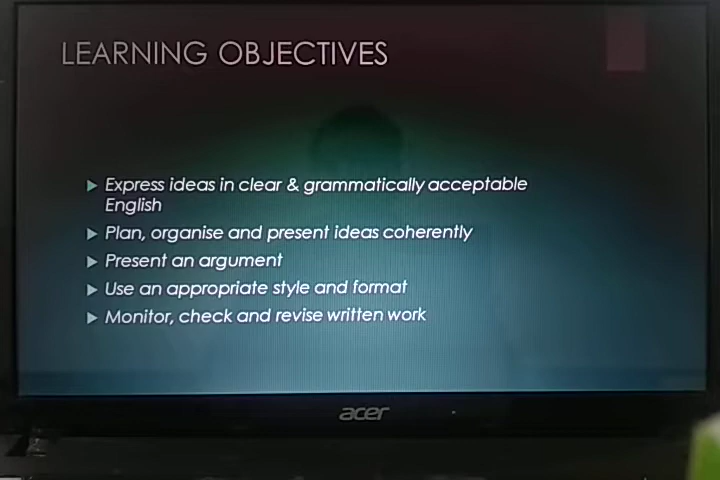 LEARNING OBJECTIVES
Express ideas in clear & grammatically acceptable
English
Plan, organise and present ideas coherently
Present an argument
Use an appropriate style and format
Monitor, check and revise written work
acer